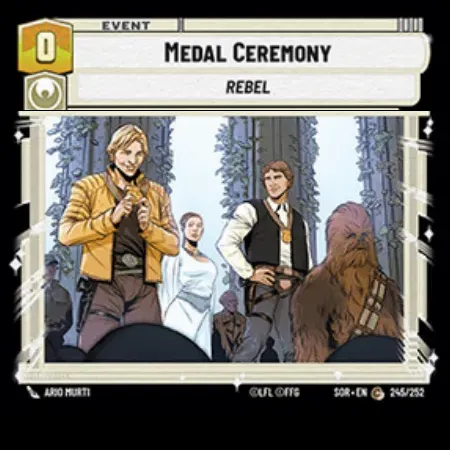 EVENT
0
MEDAL CEREMONY
REBEL
ARIO MURTI
©LFL ©FFG
SOR • EN C 245/252